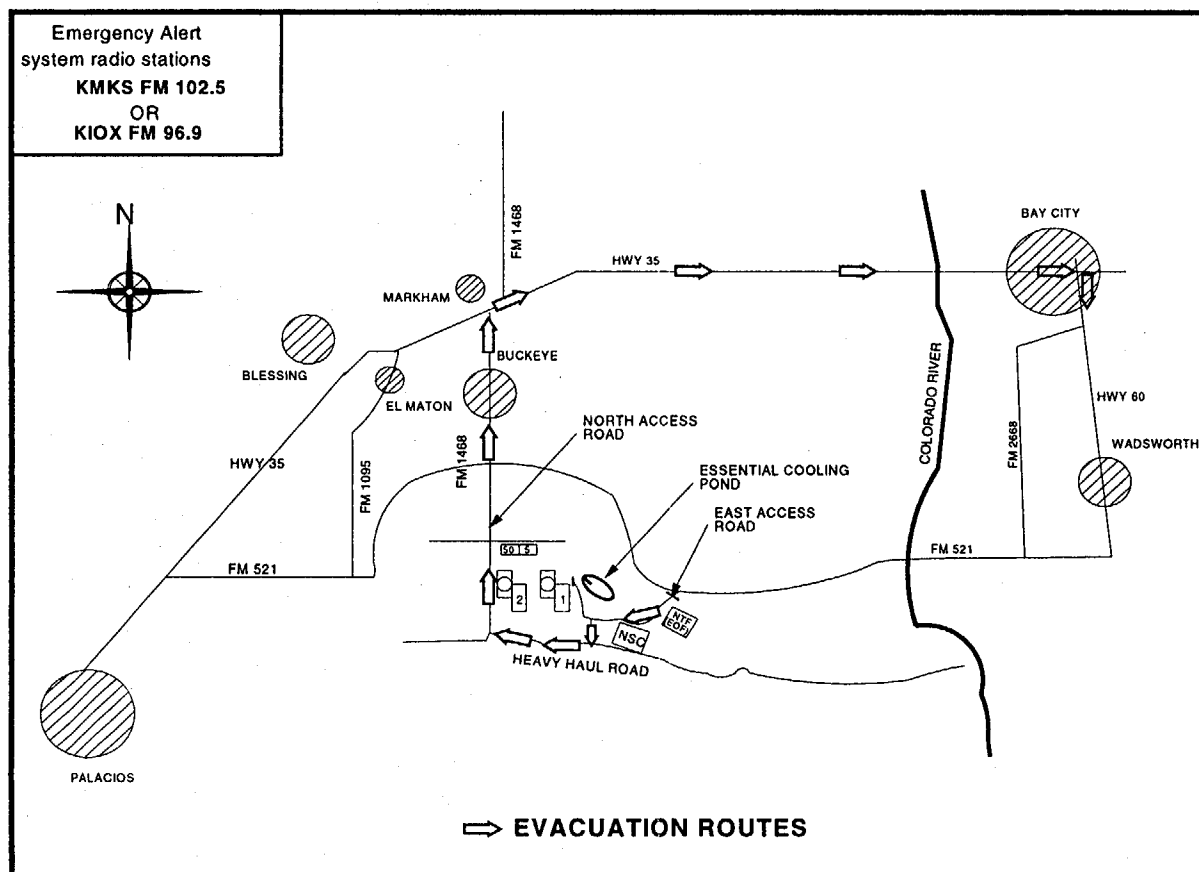 Emergency Alert
system radio stations
KMKS FM 102.5
OR
KIOX FM 96.9
N
FM 1468
HWY 35
BAY CITY
MARKHAM
BUCKEYE
BLESSING
EL MATON
NORTH ACCESS
ROAD
ESSENTIAL COOLING
POND
EAST ACCESS
ROAD
HWY 35
FM 1095
FM 1468
COLORADO RIVER
FM 2668
HWY 60
WADSWORTH
FM 521
FM 521
2
1
NTF
(EOF)
NSC
HEAVY HAUL ROAD
PALACIOS
EVACUATION ROUTES